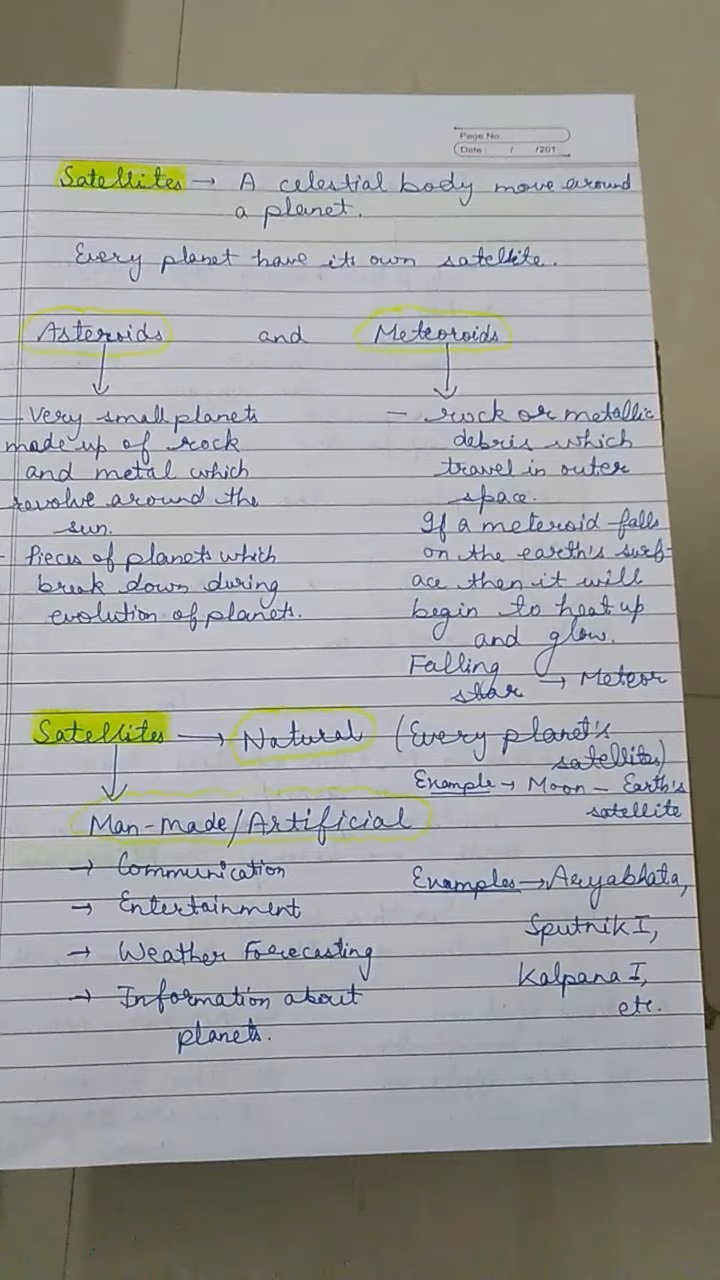 Page No.
Date: / /201
Satellites → A celestial body move around
a planet.
Every planet have its own satellite.
Asteroids and Meteoroids
- Very small planets
made up of rock
and metal which
revolve around the
sun.
- Pieces of planets which
break down during
evolution of planets.
- rock or metallic
debris which
travel in outer
space.
If a meteroid falls
on the earth's surf-
ace then it will
begin to heat up
and glow.
Falling
star → Meteor
Satellites → Natural (Every planet's
satellites)
Example → Moon - Earth's
satellite
Man-made/Artificial
→ Communication
→ Entertainment
→ Weather Forecasting
→ Information about
planets.
Examples → Aryabhata,
Sputnik I,
Kalpana I,
etc.